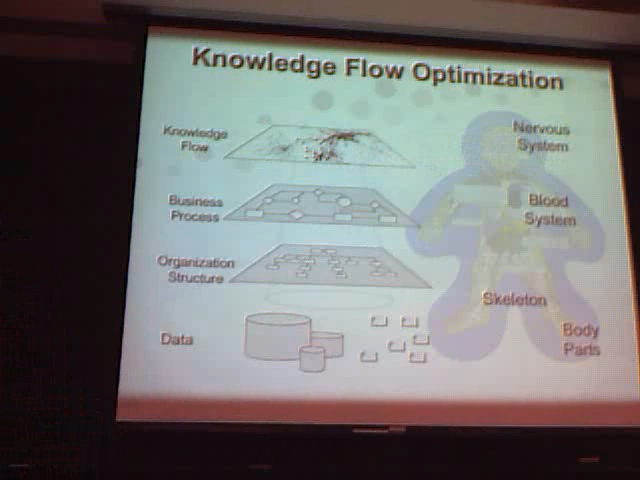 Knowledge Flow Optimization
Knowledge
Flow
Nervous
System
Business
Process
Blood
System
Organization
Structure
Skeleton
Data
Body
Parts